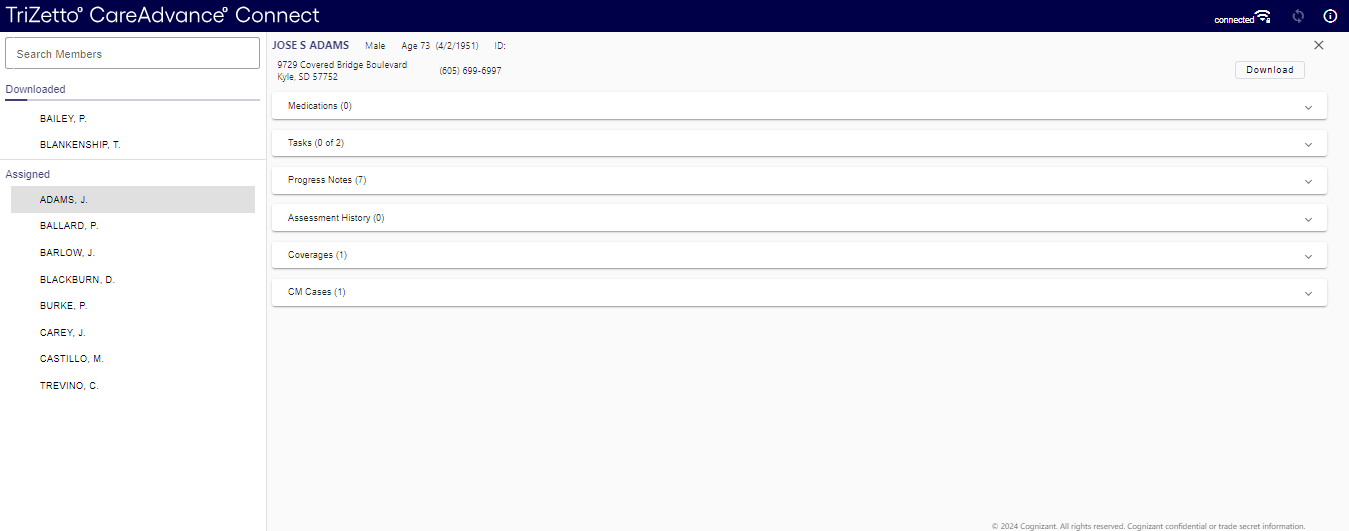 TriZetto® CareAdvance® Connect
connected
Search Members
Downloaded
BAILEY, P.
BLANKENSHIP, T.
Assigned
ADAMS, J.
BALLARD, P.
BARLOW, J.
BLACKBURN, D.
BURKE, P.
CAREY, J.
CASTILLO, M.
TREVINO, C.
JOSE S ADAMS Male Age 73 (4/2/1951) ID:
9729 Covered Bridge Boulevard (605) 699-6997
Kyle, SD 57752
Download
Medications (0)
Tasks (0 of 2)
Progress Notes (7)
Assessment History (0)
Coverages (1)
CM Cases (1)
© 2024 Cognizant. All rights reserved. Cognizant confidential or trade secret information.